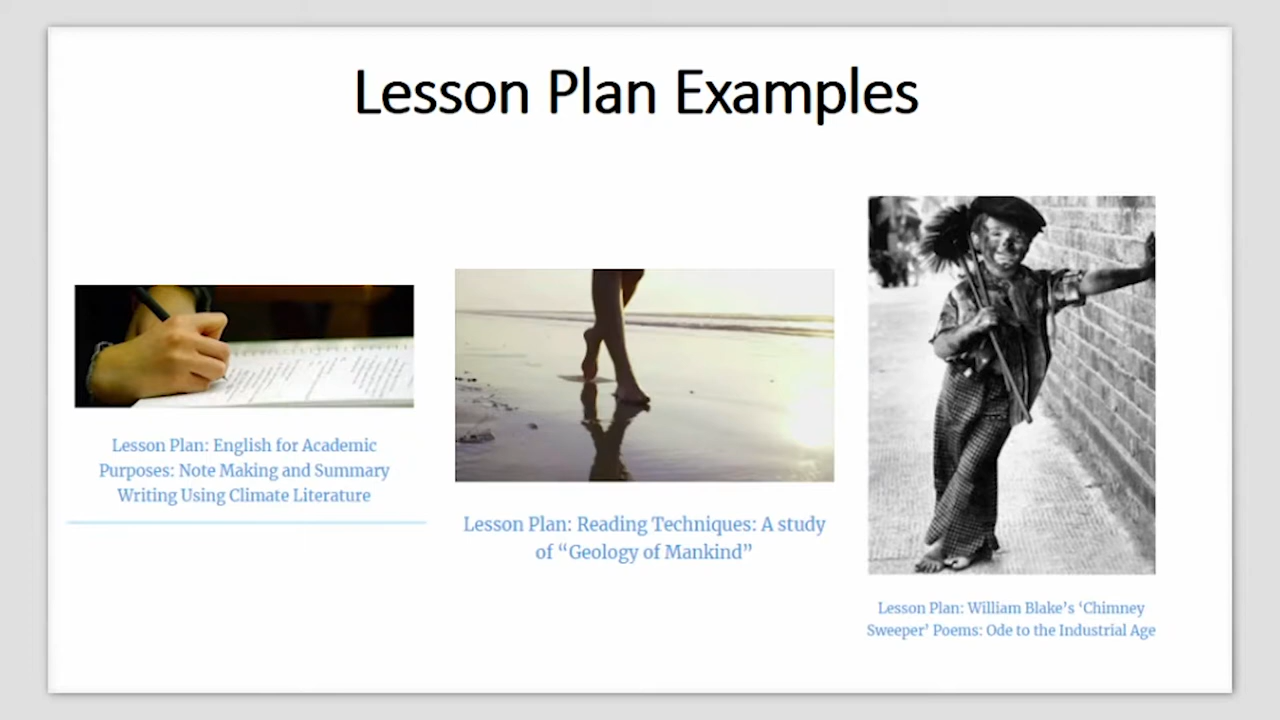 Lesson Plan Examples
Lesson Plan: English for Academic
Purposes: Note Making and Summary
Writing Using Climate Literature
Lesson Plan: Reading Techniques: A study
of “Geology of Mankind”
Lesson Plan: William Blake’s ‘Chimney
Sweeper’ Poems: Ode to the Industrial Age